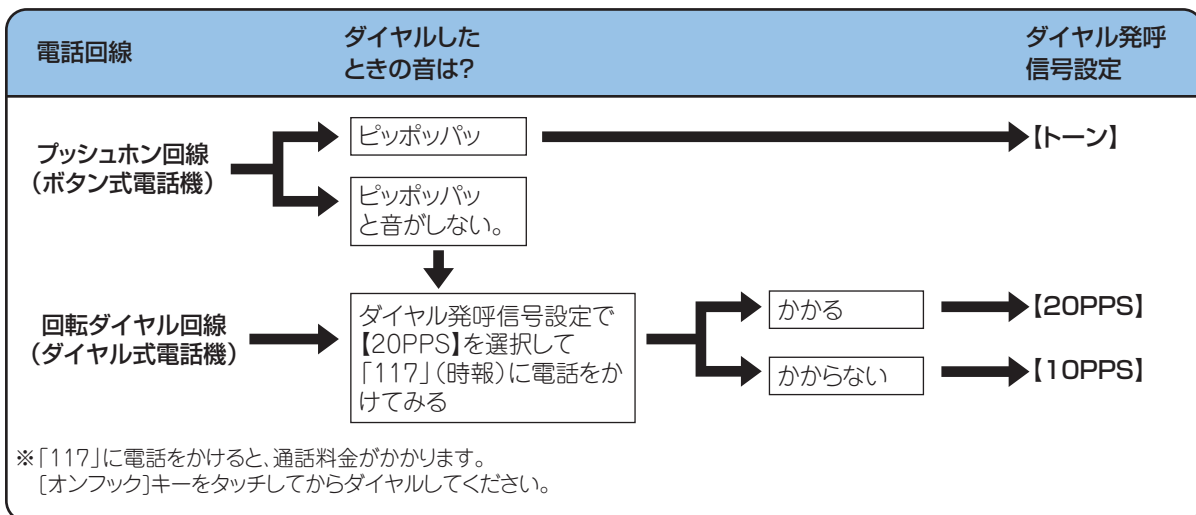 電話回線
ダイヤルした
ときの音は?
ダイヤル発呼
信号設定
プッシュホン回線
(ボタン式電話機)
ピッポッパッ
【トーン】
ピッポッパッ
と音がしない。
回転ダイヤル回線
(ダイヤル式電話機)
ダイヤル発呼信号設定で
【20PPS】を選択して
「117」(時報)に電話をか
けてみる
かかる
【20PPS】
かからない
【10PPS】
※「117」に電話をかけると、通話料金がかかります。
[オンフック]キーをタッチしてからダイヤルしてください。